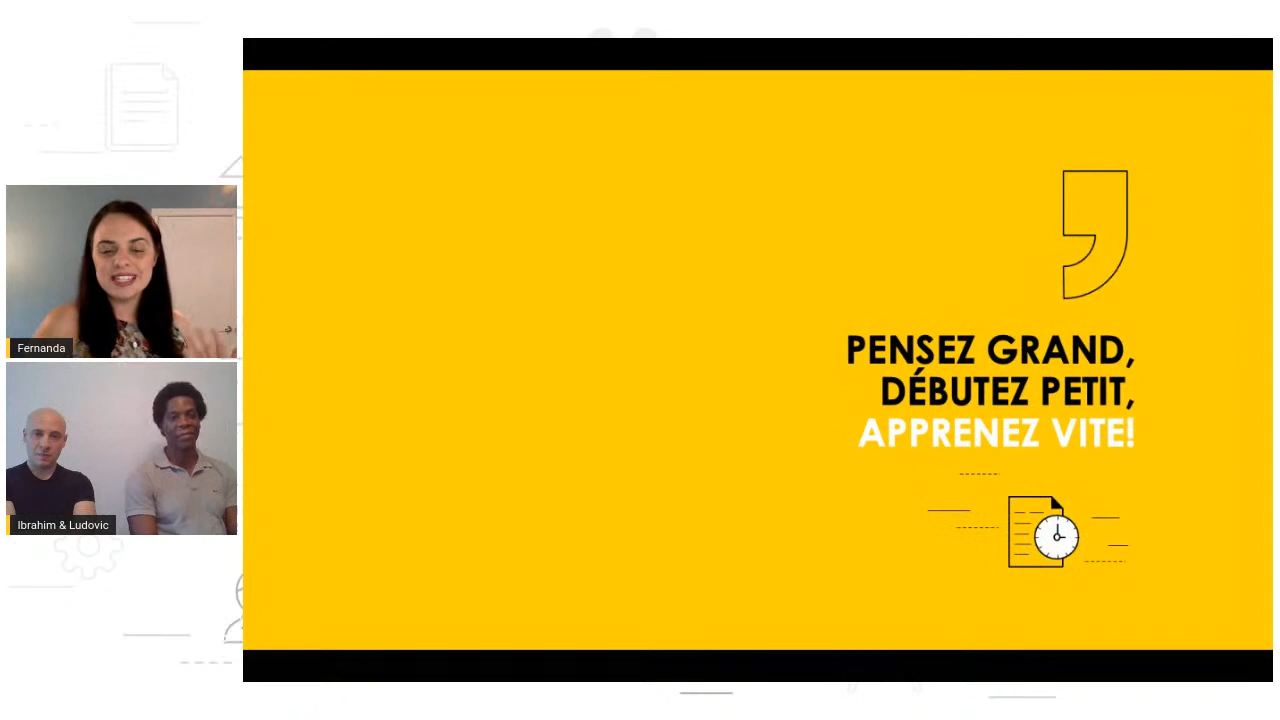 Fernanda
Ibrahim & Ludovic
PENSEZ GRAND,
DÉBUTEZ PETIT,
APPRENEZ VITE!